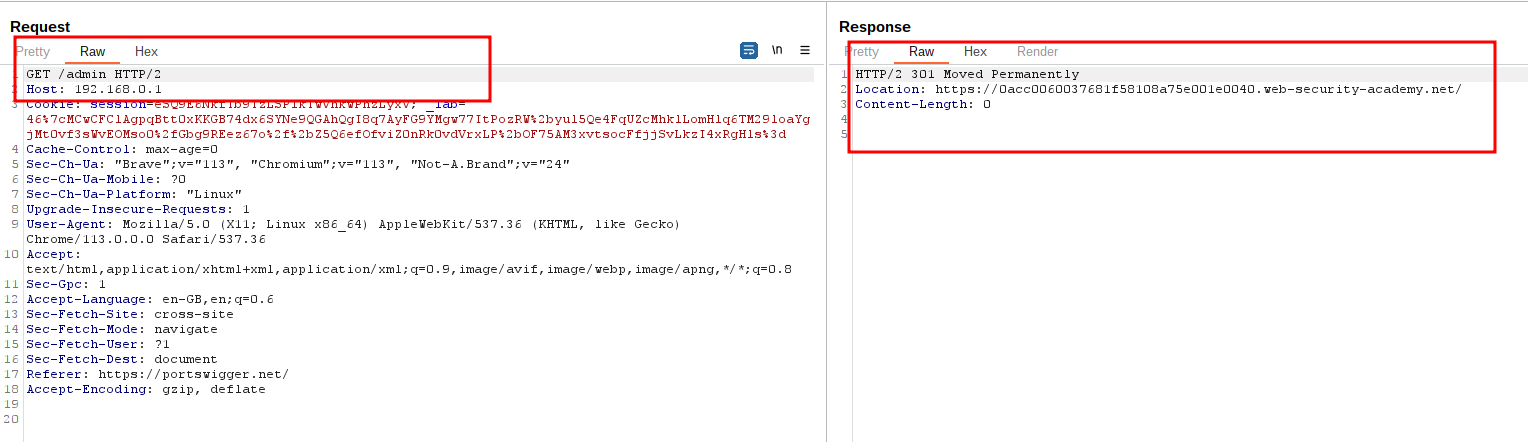 Request
Pretty Raw Hex \n ≡
1 GET /admin HTTP/2
2 Host: 192.168.0.1
3 Cookie: _lab=
46%7cMCwCFClAgpqBtt0xKKGB74dx6SYNe9QGAhQgI8q7AyFG9YMgw77ItPozRW%2byul5Qe4FqUZcMhklLomHlq6TM29loaYg
jMt0vf3sWvEOMso0%2fGbg9REez67o%2f%2bZ5Q6efOfviZ0nRk0vdVrxLP%2bOF75AM3xvtsocFfjjSvLkzI4xRgHls%3d
4 Cache-Control: max-age=0
5 Sec-Ch-Ua: "Brave";v="113", "Chromium";v="113", "Not-A.Brand";v="24"
6 Sec-Ch-Ua-Mobile: ?0
7 Sec-Ch-Ua-Platform: "Linux"
8 Upgrade-Insecure-Requests: 1
9 User-Agent: Mozilla/5.0 (X11; Linux x86_64) AppleWebKit/537.36 (KHTML, like Gecko)
Chrome/113.0.0.0 Safari/537.36
10 Accept:
text/html,application/xhtml+xml,application/xml;q=0.9,image/avif,image/webp,image/apng,*/*;q=0.8
11 Sec-Gpc: 1
12 Accept-Language: en-GB,en;q=0.6
13 Sec-Fetch-Site: cross-site
14 Sec-Fetch-Mode: navigate
15 Sec-Fetch-User: ?1
16 Sec-Fetch-Dest: document
17 Referer: https://portswigger.net/
18 Accept-Encoding: gzip, deflate
19
20
Response
Pretty Raw Hex Render
1 HTTP/2 301 Moved Permanently
2 Location: https://0acc0060037681f58108a75e001e0040.web-security-academy.net/
3 Content-Length: 0
4
5